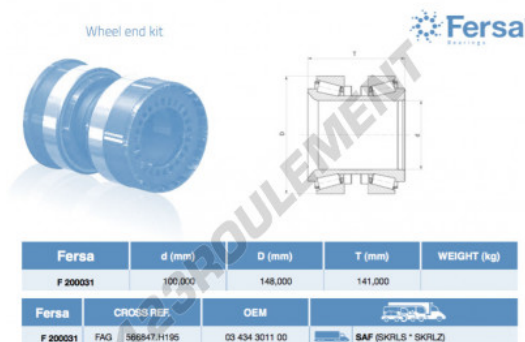 Wheel end kit
Fersa
Bearings
T
D
d
123ROULEMENT
Fersa d (mm) D (mm) T (mm) WEIGHT (kg)
F 200031 100,000 148,000 141,000
Fersa CROSS REF. OEM
F 200031 FAG 566847.H195 03 434 3011 00 SAF (SKRLS * SKRLZ)